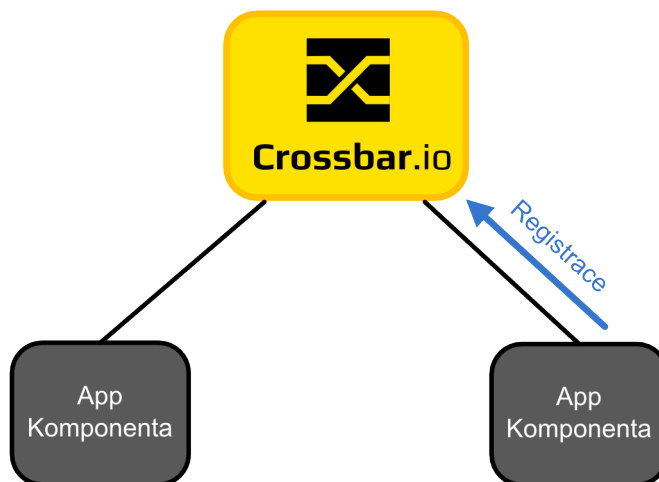 Crossbar.io
Registrace
App
Komponenta
App
Komponenta